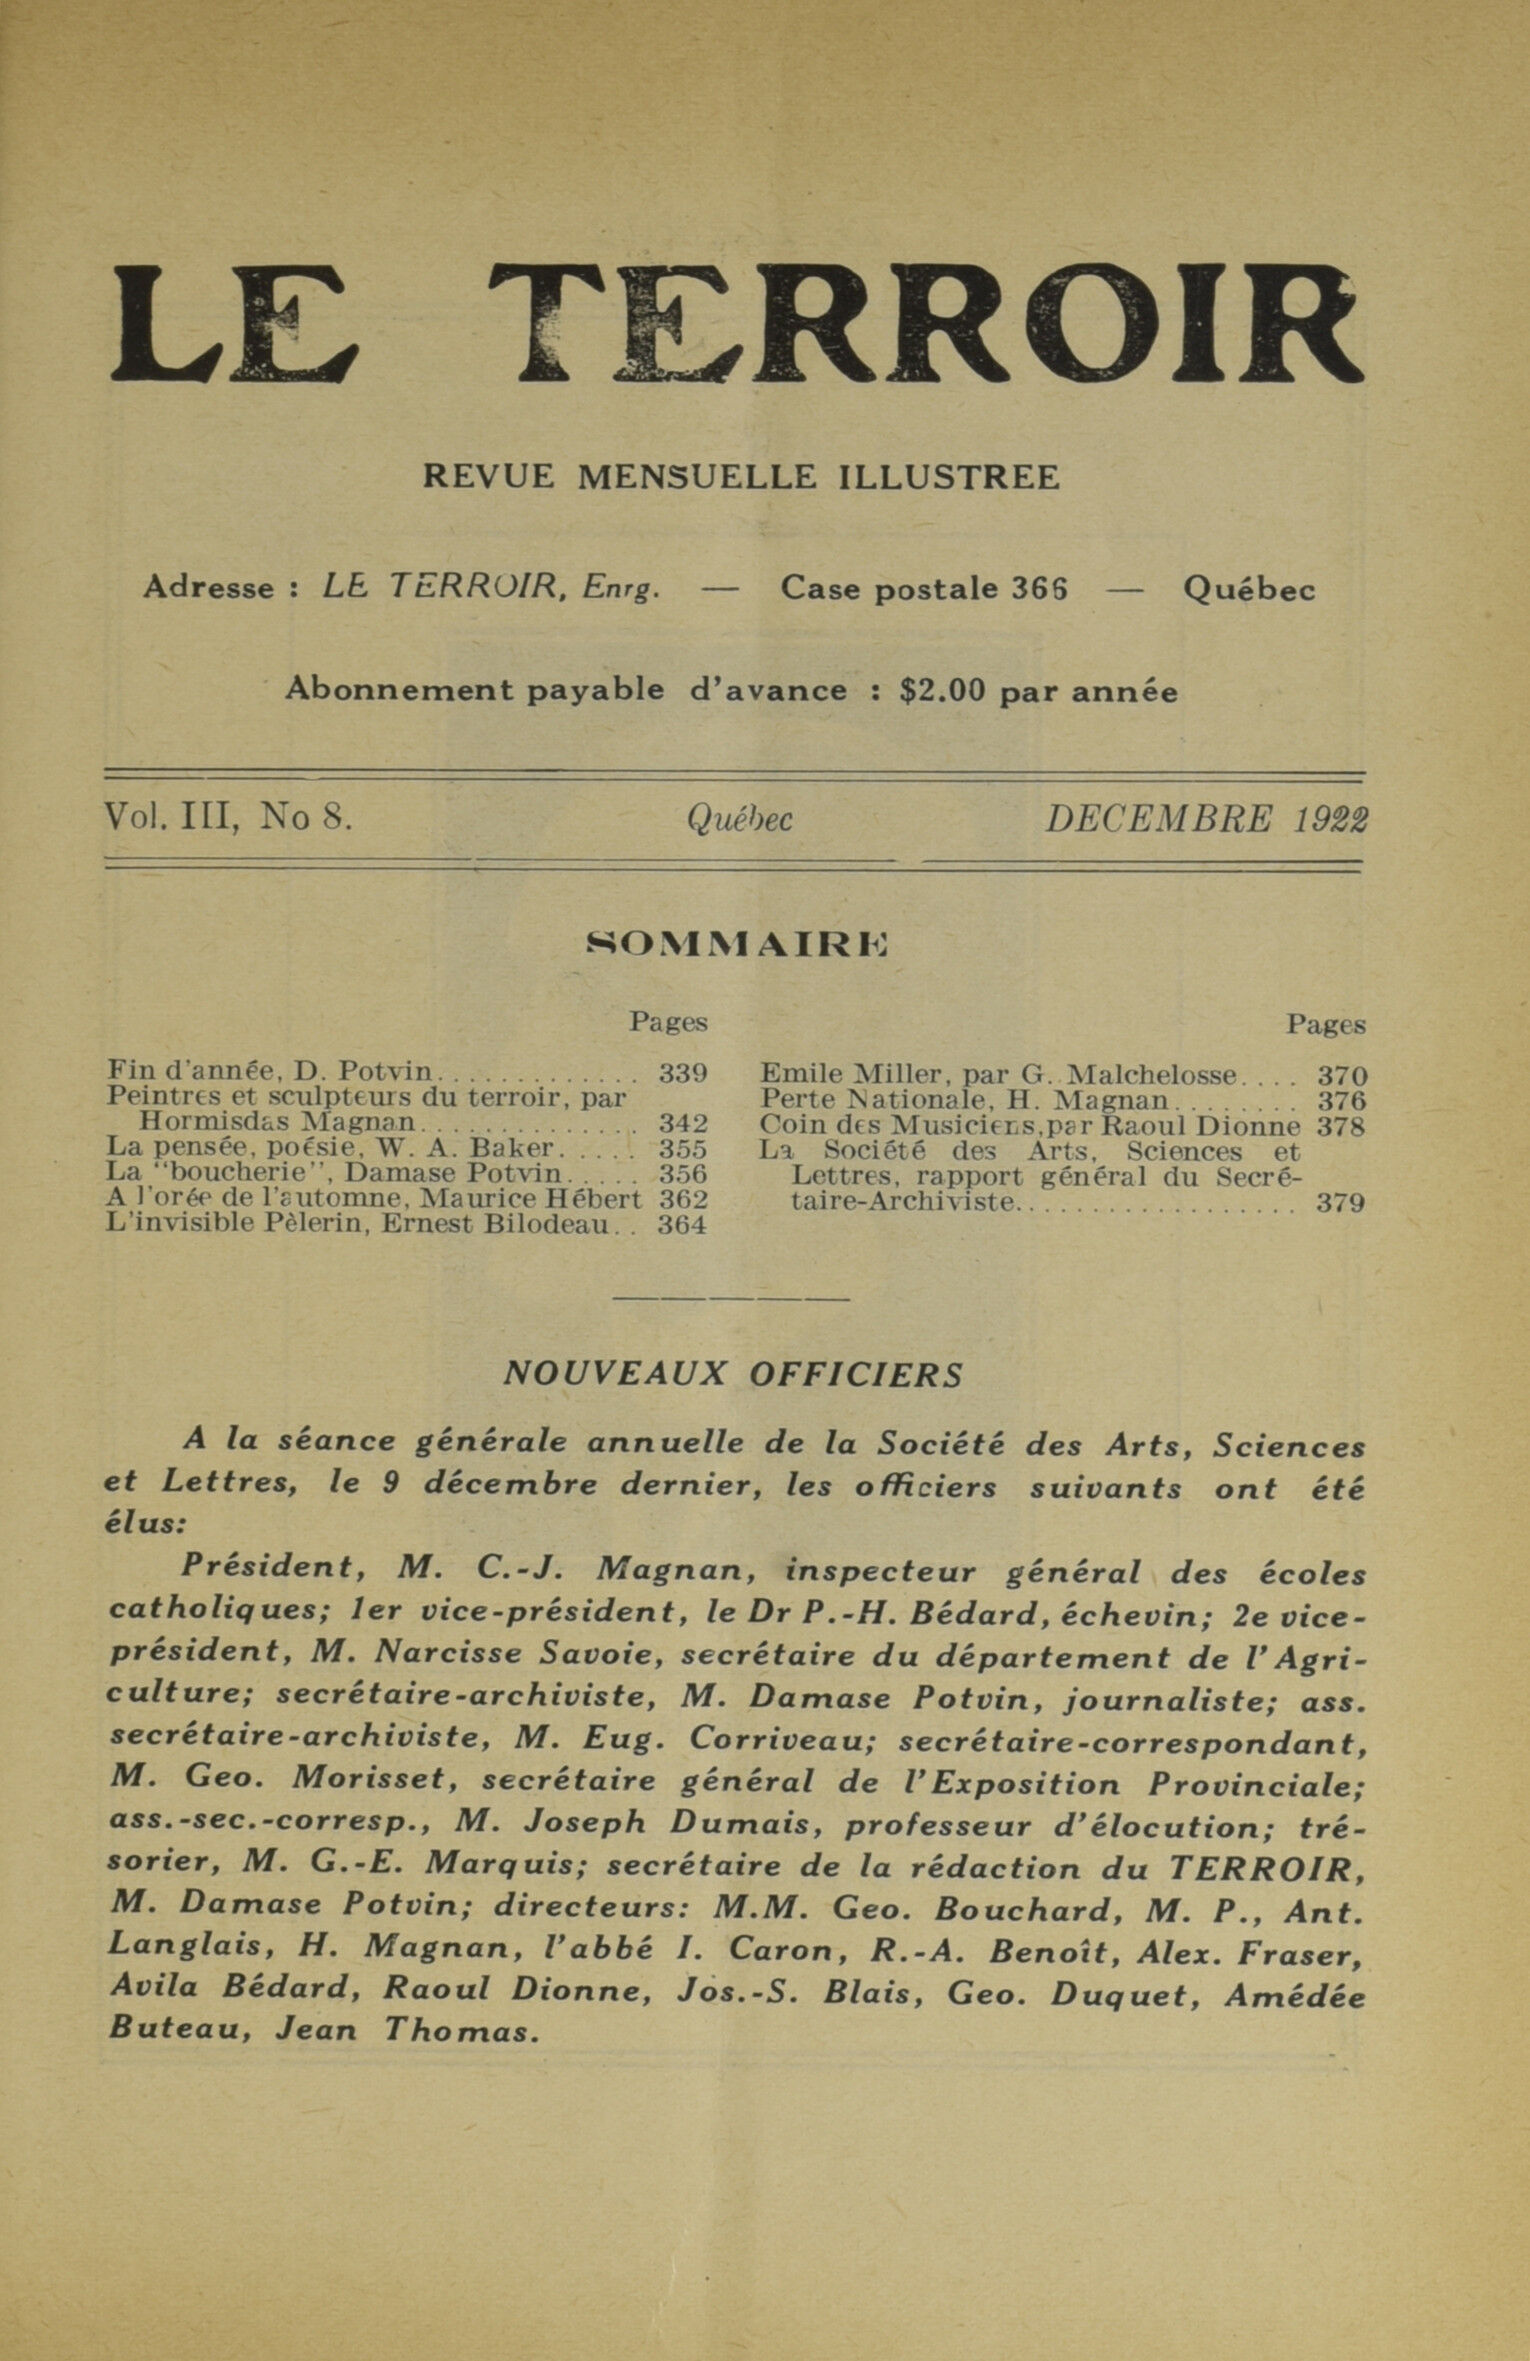 LE TERROIR
REVUE MENSUELLE ILLUSTREE
Adresse : LE TERROIR, Enrg. — Case postale 366 — Québec
Abonnement payable d'avance : $2.00 par année
Vol. III, No 8. Québec DECEMBRE 1922
SOMMAIRE
Pages
Fin d'année, D. Potvin............. 339
Peintres et sculpteurs du terroir, par
Hormisdas Magnan.............. 342
La pensée, poésie, W. A. Baker..... 355
La "boucherie", Damase Potvin..... 356
A l'orée de l'automne, Maurice Hébert 362
L'invisible Pèlerin, Ernest Bilodeau.. 364
Pages
Emile Miller, par G. Malchelosse.... 370
Perte Nationale, H. Magnan........ 376
Coin des Musiciens, par Raoul Dionne 378
La Société des Arts, Sciences et
Lettres, rapport général du Secré-
taire-Archiviste.................. 379
NOUVEAUX OFFICIERS
A la séance générale annuelle de la Société des Arts, Sciences
et Lettres, le 9 décembre dernier, les officiers suivants ont été
élus:
Président, M. C.-J. Magnan, inspecteur général des écoles
catholiques; 1er vice-président, le Dr P.-H. Bédard, échevin; 2e vice-
président, M. Narcisse Savoie, secrétaire du département de l'Agri-
culture; secrétaire-archiviste, M. Damase Potvin, journaliste; ass.
secrétaire-archiviste, M. Eug. Corriveau; secrétaire-correspondant,
M. Geo. Morisset, secrétaire général de l'Exposition Provinciale;
ass.-sec.-corresp., M. Joseph Dumais, professeur d'élocution; tré-
sorier, M. G.-E. Marquis; secrétaire de la rédaction du TERROIR,
M. Damase Potvin; directeurs: M.M. Geo. Bouchard, M. P., Ant.
Langlais, H. Magnan, l'abbé I. Caron, R.-A. Benoît, Alex. Fraser,
Avila Bédard, Raoul Dionne, Jos.-S. Blais, Geo. Duquet, Amédée
Buteau, Jean Thomas.